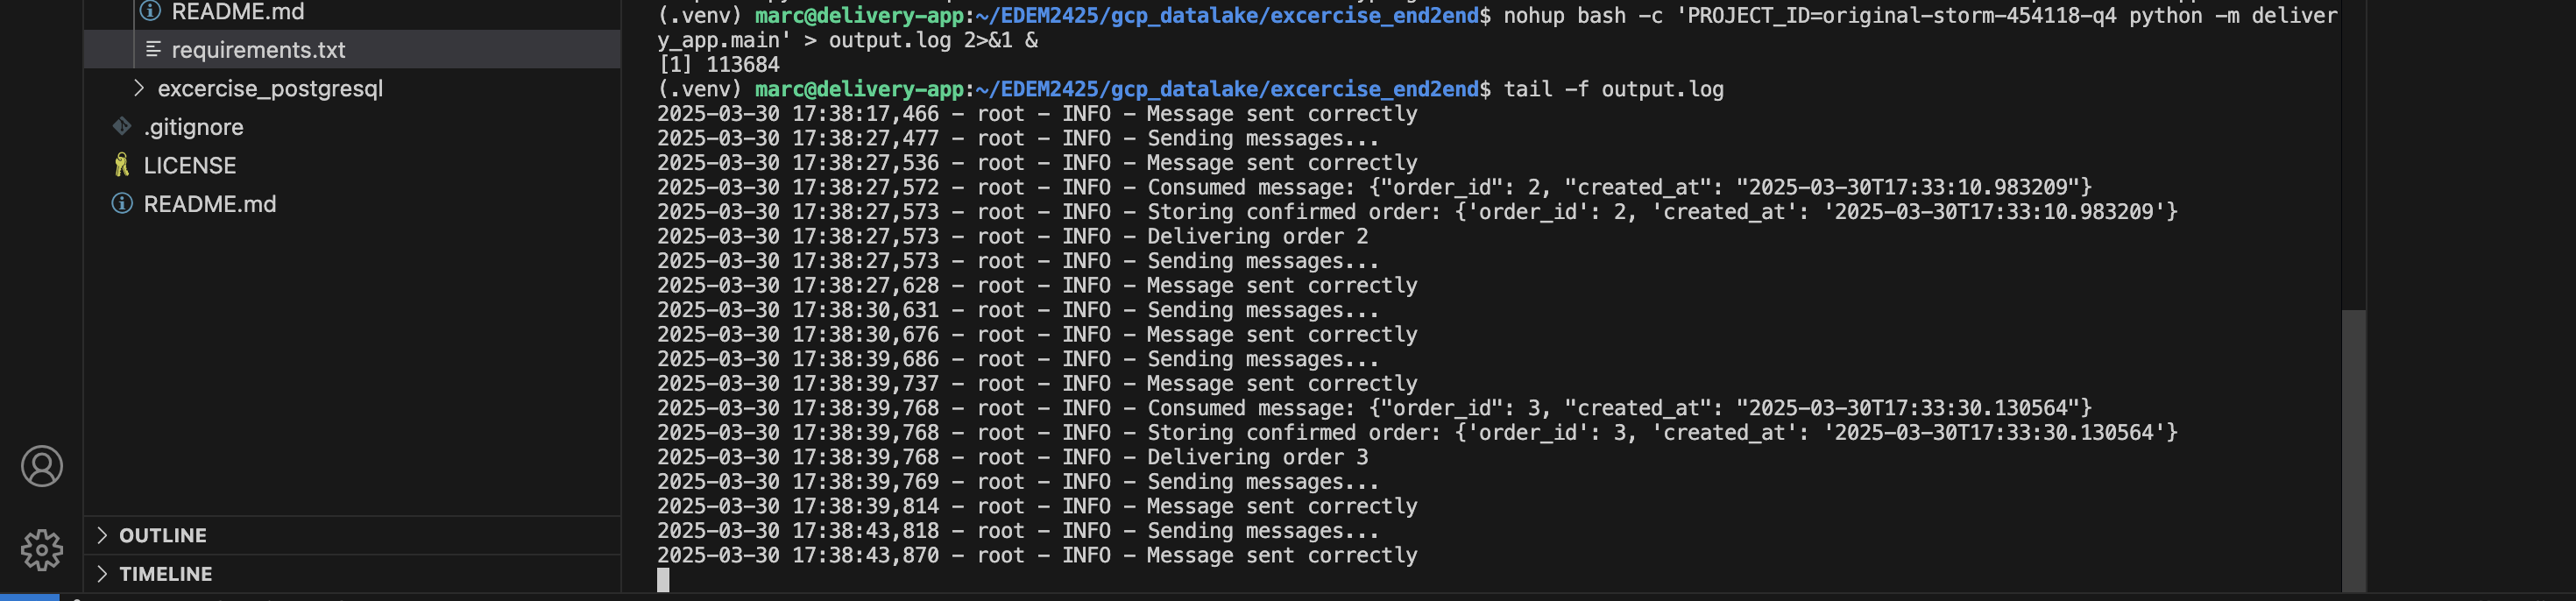 README.md
requirements.txt
excercise_postgresql
.gitignore
LICENSE
README.md
OUTLINE
TIMELINE
(.venv) marc@delivery-app:~/EDEM2425/gcp_datalake/excercise_end2end$ nohup bash -c 'PROJECT_ID=original-storm-454118-q4 python -m deliver
y_app.main' > output.log 2>&1 &
[1] 113684
(.venv) marc@delivery-app:~/EDEM2425/gcp_datalake/excercise_end2end$ tail -f output.log
2025-03-30 17:38:17,466 - root - INFO - Message sent correctly
2025-03-30 17:38:27,477 - root - INFO - Sending messages...
2025-03-30 17:38:27,536 - root - INFO - Message sent correctly
2025-03-30 17:38:27,572 - root - INFO - Consumed message: {"order_id": 2, "created_at": "2025-03-30T17:33:10.983209"}
2025-03-30 17:38:27,573 - root - INFO - Storing confirmed order: {'order_id': 2, 'created_at': '2025-03-30T17:33:10.983209'}
2025-03-30 17:38:27,573 - root - INFO - Delivering order 2
2025-03-30 17:38:27,573 - root - INFO - Sending messages...
2025-03-30 17:38:27,628 - root - INFO - Message sent correctly
2025-03-30 17:38:30,631 - root - INFO - Sending messages...
2025-03-30 17:38:30,676 - root - INFO - Message sent correctly
2025-03-30 17:38:39,686 - root - INFO - Sending messages...
2025-03-30 17:38:39,737 - root - INFO - Message sent correctly
2025-03-30 17:38:39,768 - root - INFO - Consumed message: {"order_id": 3, "created_at": "2025-03-30T17:33:30.130564"}
2025-03-30 17:38:39,768 - root - INFO - Storing confirmed order: {'order_id': 3, 'created_at': '2025-03-30T17:33:30.130564'}
2025-03-30 17:38:39,768 - root - INFO - Delivering order 3
2025-03-30 17:38:39,769 - root - INFO - Sending messages...
2025-03-30 17:38:39,814 - root - INFO - Message sent correctly
2025-03-30 17:38:43,818 - root - INFO - Sending messages...
2025-03-30 17:38:43,870 - root - INFO - Message sent correctly